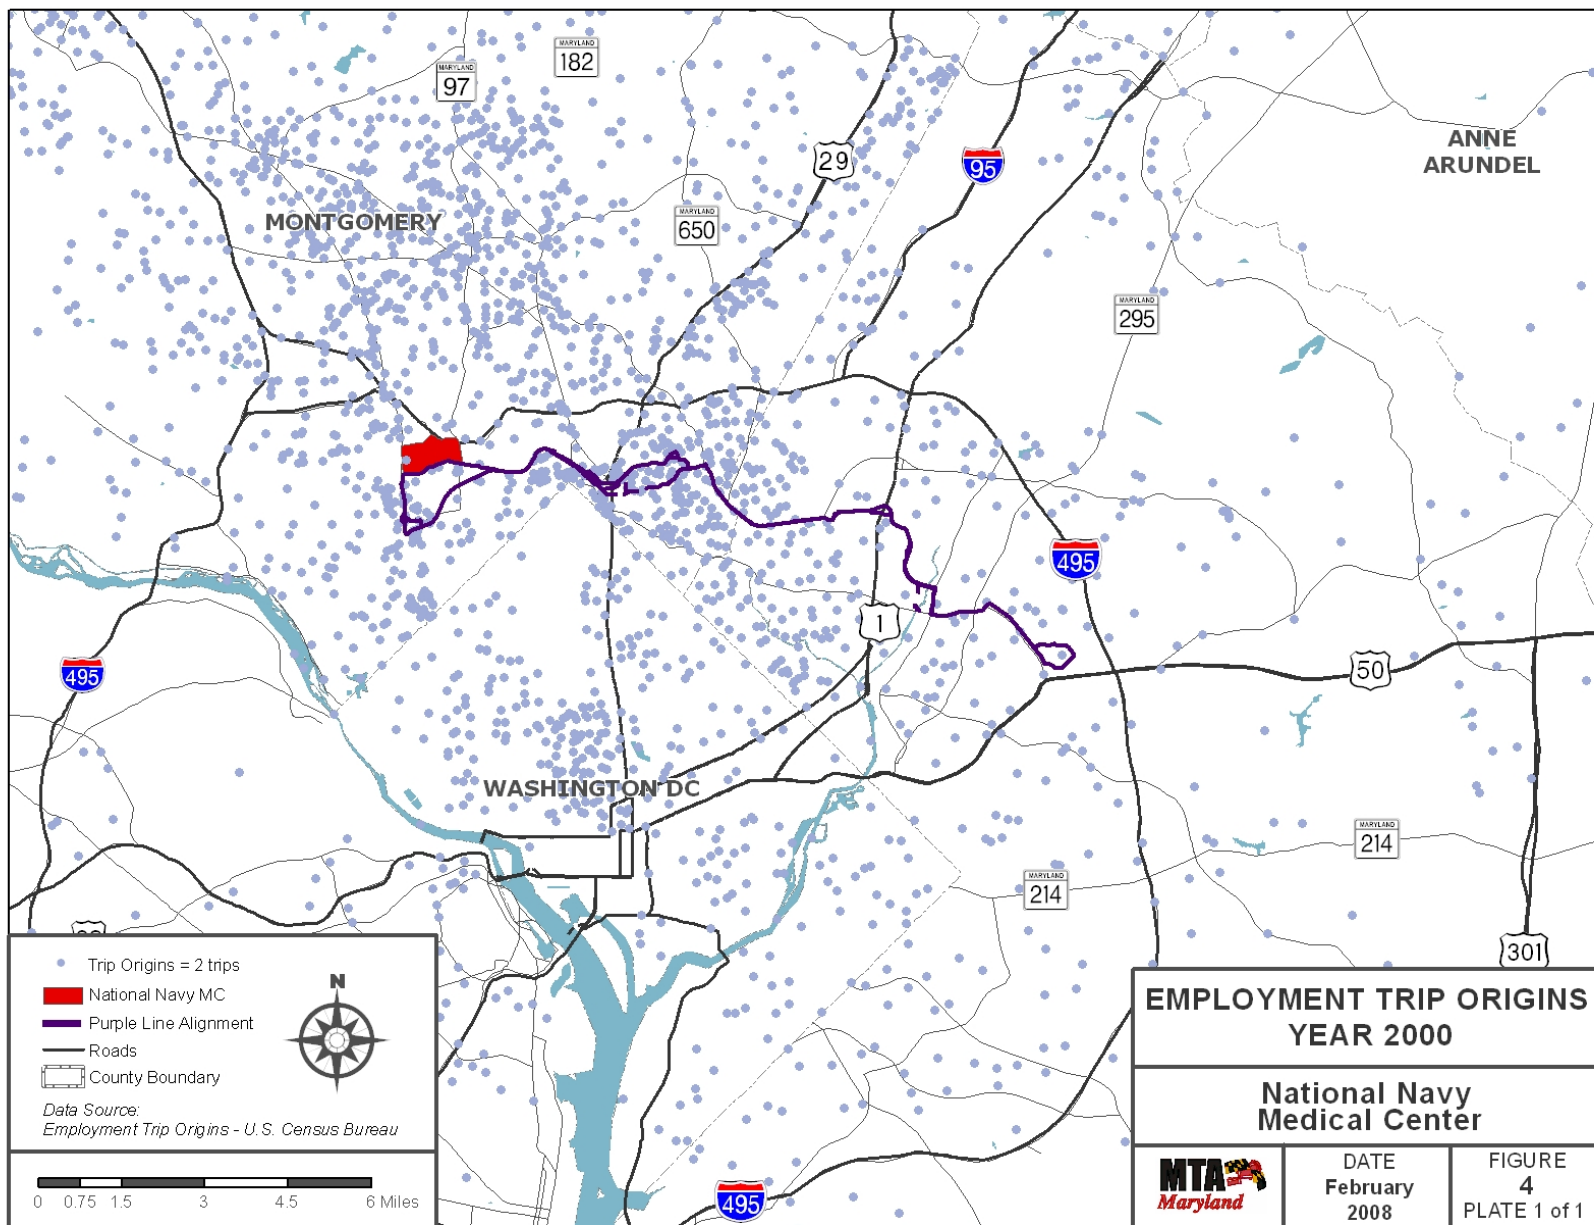 MARYLAND
182
MARYLAND
97
29
95
ANNE
ARUNDEL
MONTGOMERY
MARYLAND
650
MARYLAND
295
495
1
495
50
WASHINGTON DC
MARYLAND
214
MARYLAND
214
301
495
Trip Origins = 2 trips
National Navy MC
Purple Line Alignment
Roads
County Boundary
Data Source:
Employment Trip Origins - U.S. Census Bureau
N
0 0.75 1.5 3 4.5 6 Miles
EMPLOYMENT TRIP ORIGINS
YEAR 2000
National Navy
Medical Center
MTA
Maryland
DATE
February
2008
FIGURE
4
PLATE 1 of 1